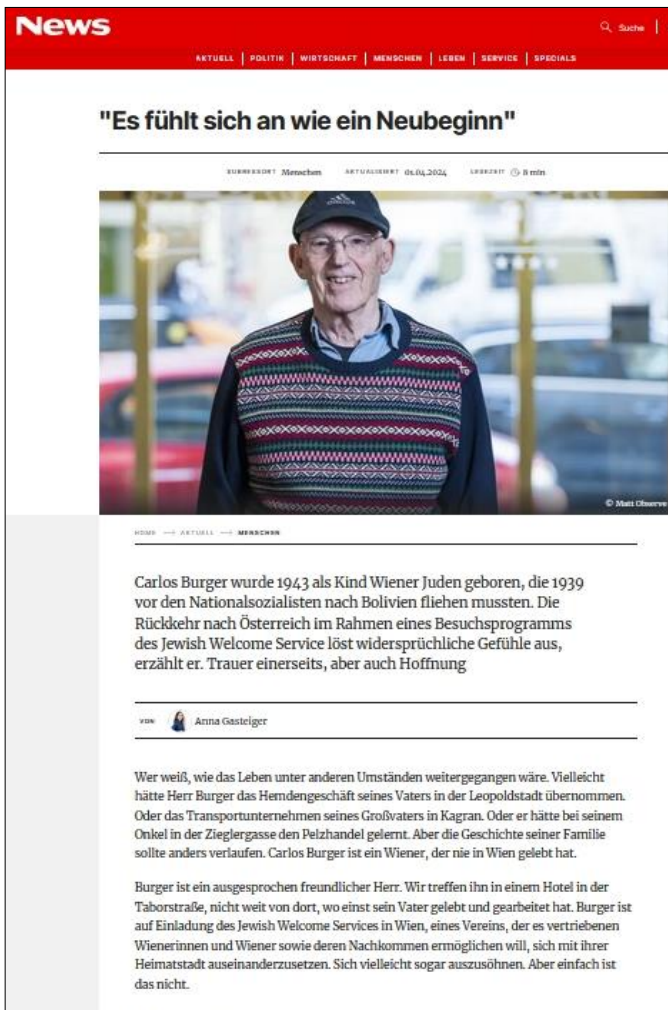 News
Suche
AKTUELL | POLITIK | WIRTSCHAFT | MENSCHEN | LEBEN | SERVICE | SPECIALS
"Es fühlt sich an wie ein Neubeginn"
SUBRESSORT Menschen AKTUALISIERT 01.04.2024 LESEZEIT 8 min
© Matt Observe
HOME → AKTUELL → MENSCHEN
Carlos Burger wurde 1943 als Kind Wiener Juden geboren, die 1939
vor den Nationalsozialisten nach Bolivien fliehen mussten. Die
Rückkehr nach Österreich im Rahmen eines Besuchsprogramms
des Jewish Welcome Service löst widersprüchliche Gefühle aus,
erzählt er. Trauer einerseits, aber auch Hoffnung
VON Anna Gasteiger
Wer weiß, wie das Leben unter anderen Umständen weitergegangen wäre. Vielleicht
hätte Herr Burger das Hemdengeschäft seines Vaters in der Leopoldstadt übernommen.
Oder das Transportunternehmen seines Großvaters in Kagran. Oder er hätte bei seinem
Onkel in der Zieglergasse den Pelzhandel gelernt. Aber die Geschichte seiner Familie
sollte anders verlaufen. Carlos Burger ist ein Wiener, der nie in Wien gelebt hat.
Burger ist ein ausgesprochen freundlicher Herr. Wir treffen ihn in einem Hotel in der
Taborstraße, nicht weit von dort, wo einst sein Vater gelebt und gearbeitet hat. Burger ist
auf Einladung des Jewish Welcome Services in Wien, eines Vereins, der es vertriebenen
Wienerinnen und Wiener sowie deren Nachkommen ermöglichen will, sich mit ihrer
Heimatstadt auseinanderzusetzen. Sich vielleicht sogar auszusöhnen. Aber einfach ist
das nicht.